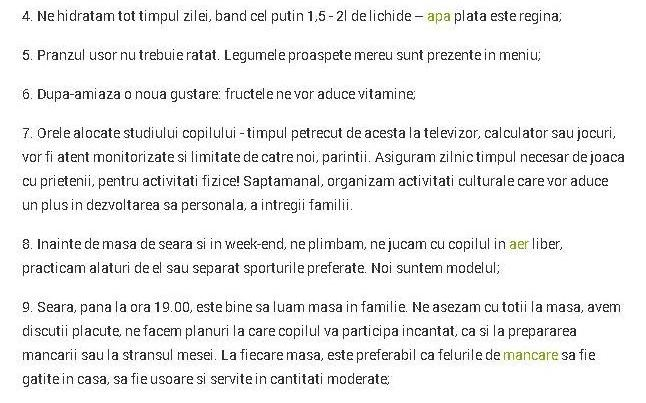 4. Ne hidratam tot timpul zilei, band cel putin 1,5 - 2l de lichide – apa plata este regina;
5. Pranzul usor nu trebuie ratat. Legumele proaspete mereu sunt prezente in meniu;
6. Dupa-amiaza o noua gustare: fructele ne vor aduce vitamine;
7. Orele alocate studiului copilului - timpul petrecut de acesta la televizor, calculator sau jocuri,
vor fi atent monitorizate si limitate de catre noi, parintii. Asiguram zilnic timpul necesar de joaca
cu prietenii, pentru activitati fizice! Saptamanal, organizam activitati culturale care vor aduce
un plus in dezvoltarea sa personala, a intregii familii.
8. Inainte de masa de seara si in week-end, ne plimbam, ne jucam cu copilul in aer liber,
practicam alaturi de el sau separat sporturile preferate. Noi suntem modelul;
9. Seara, pana la ora 19.00, este bine sa luam masa in familie. Ne asezam cu totii la masa, avem
discutii placute, ne facem planuri la care copilul va participa incantat, ca si la prepararea
mancarii sau la stransul mesei. La fiecare masa, este preferabil ca felurile de mancare sa fie
gatite in casa, sa fie usoare si servite in cantitati moderate;